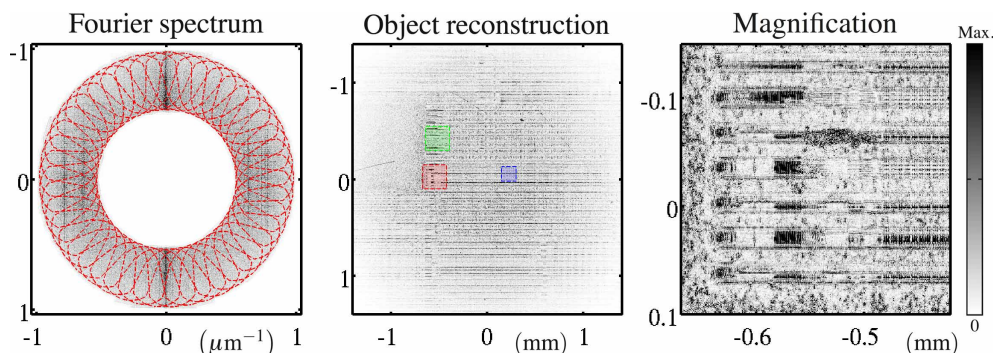 Fourier spectrum
-1
0
1
-1
0
1
(μm⁻¹)
Object reconstruction
-1
0
1
-1
0
1
(mm)
Magnification
-0.1
0
0.1
-0.6
-0.5
(mm)
Max.
0